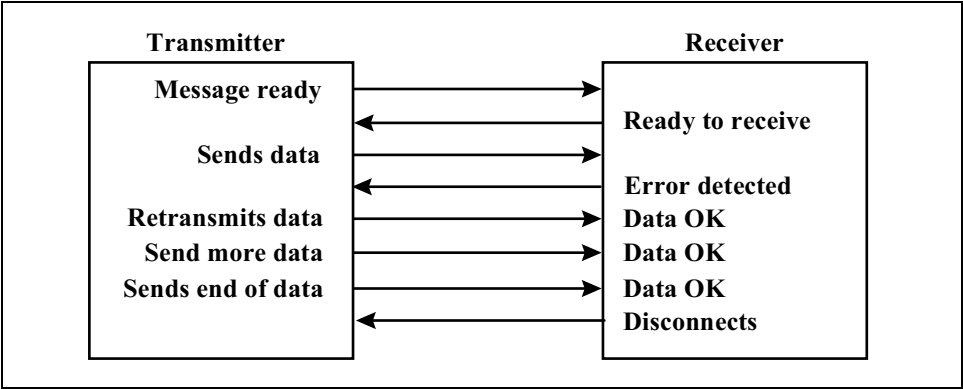 Transmitter Receiver
Message ready
Ready to receive
Sends data
Error detected
Retransmits data Data OK
Send more data Data OK
Sends end of data Data OK
Disconnects